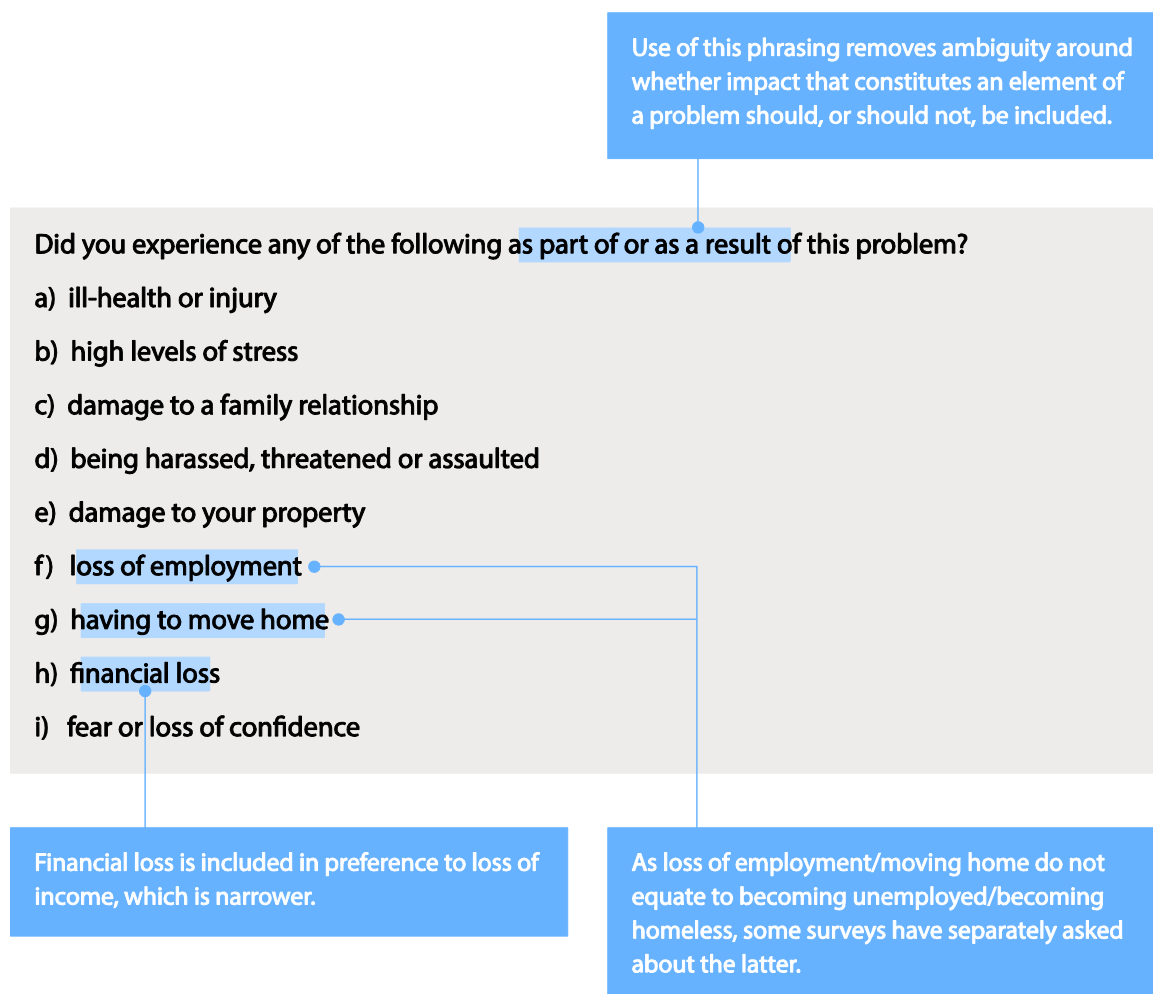 Use of this phrasing removes ambiguity around
whether impact that constitutes an element of
a problem should, or should not, be included.
Did you experience any of the following as part of or as a result of this problem?
a) ill-health or injury
b) high levels of stress
c) damage to a family relationship
d) being harassed, threatened or assaulted
e) damage to your property
f) loss of employment
g) having to move home
h) financial loss
i) fear or loss of confidence
Financial loss is included in preference to loss of
income, which is narrower.
As loss of employment/moving home do not
equate to becoming unemployed/becoming
homeless, some surveys have separately asked
about the latter.